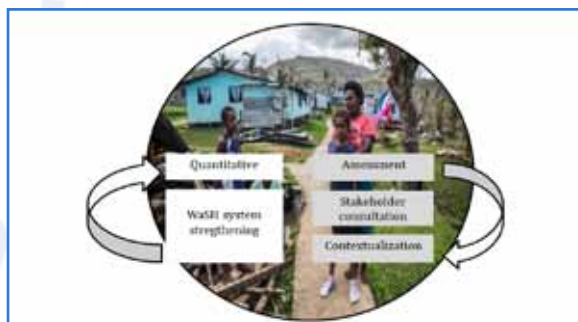 Quantitative
WaSH system
stregthening
Assessment
Stakeholder
consultation
Contextualization